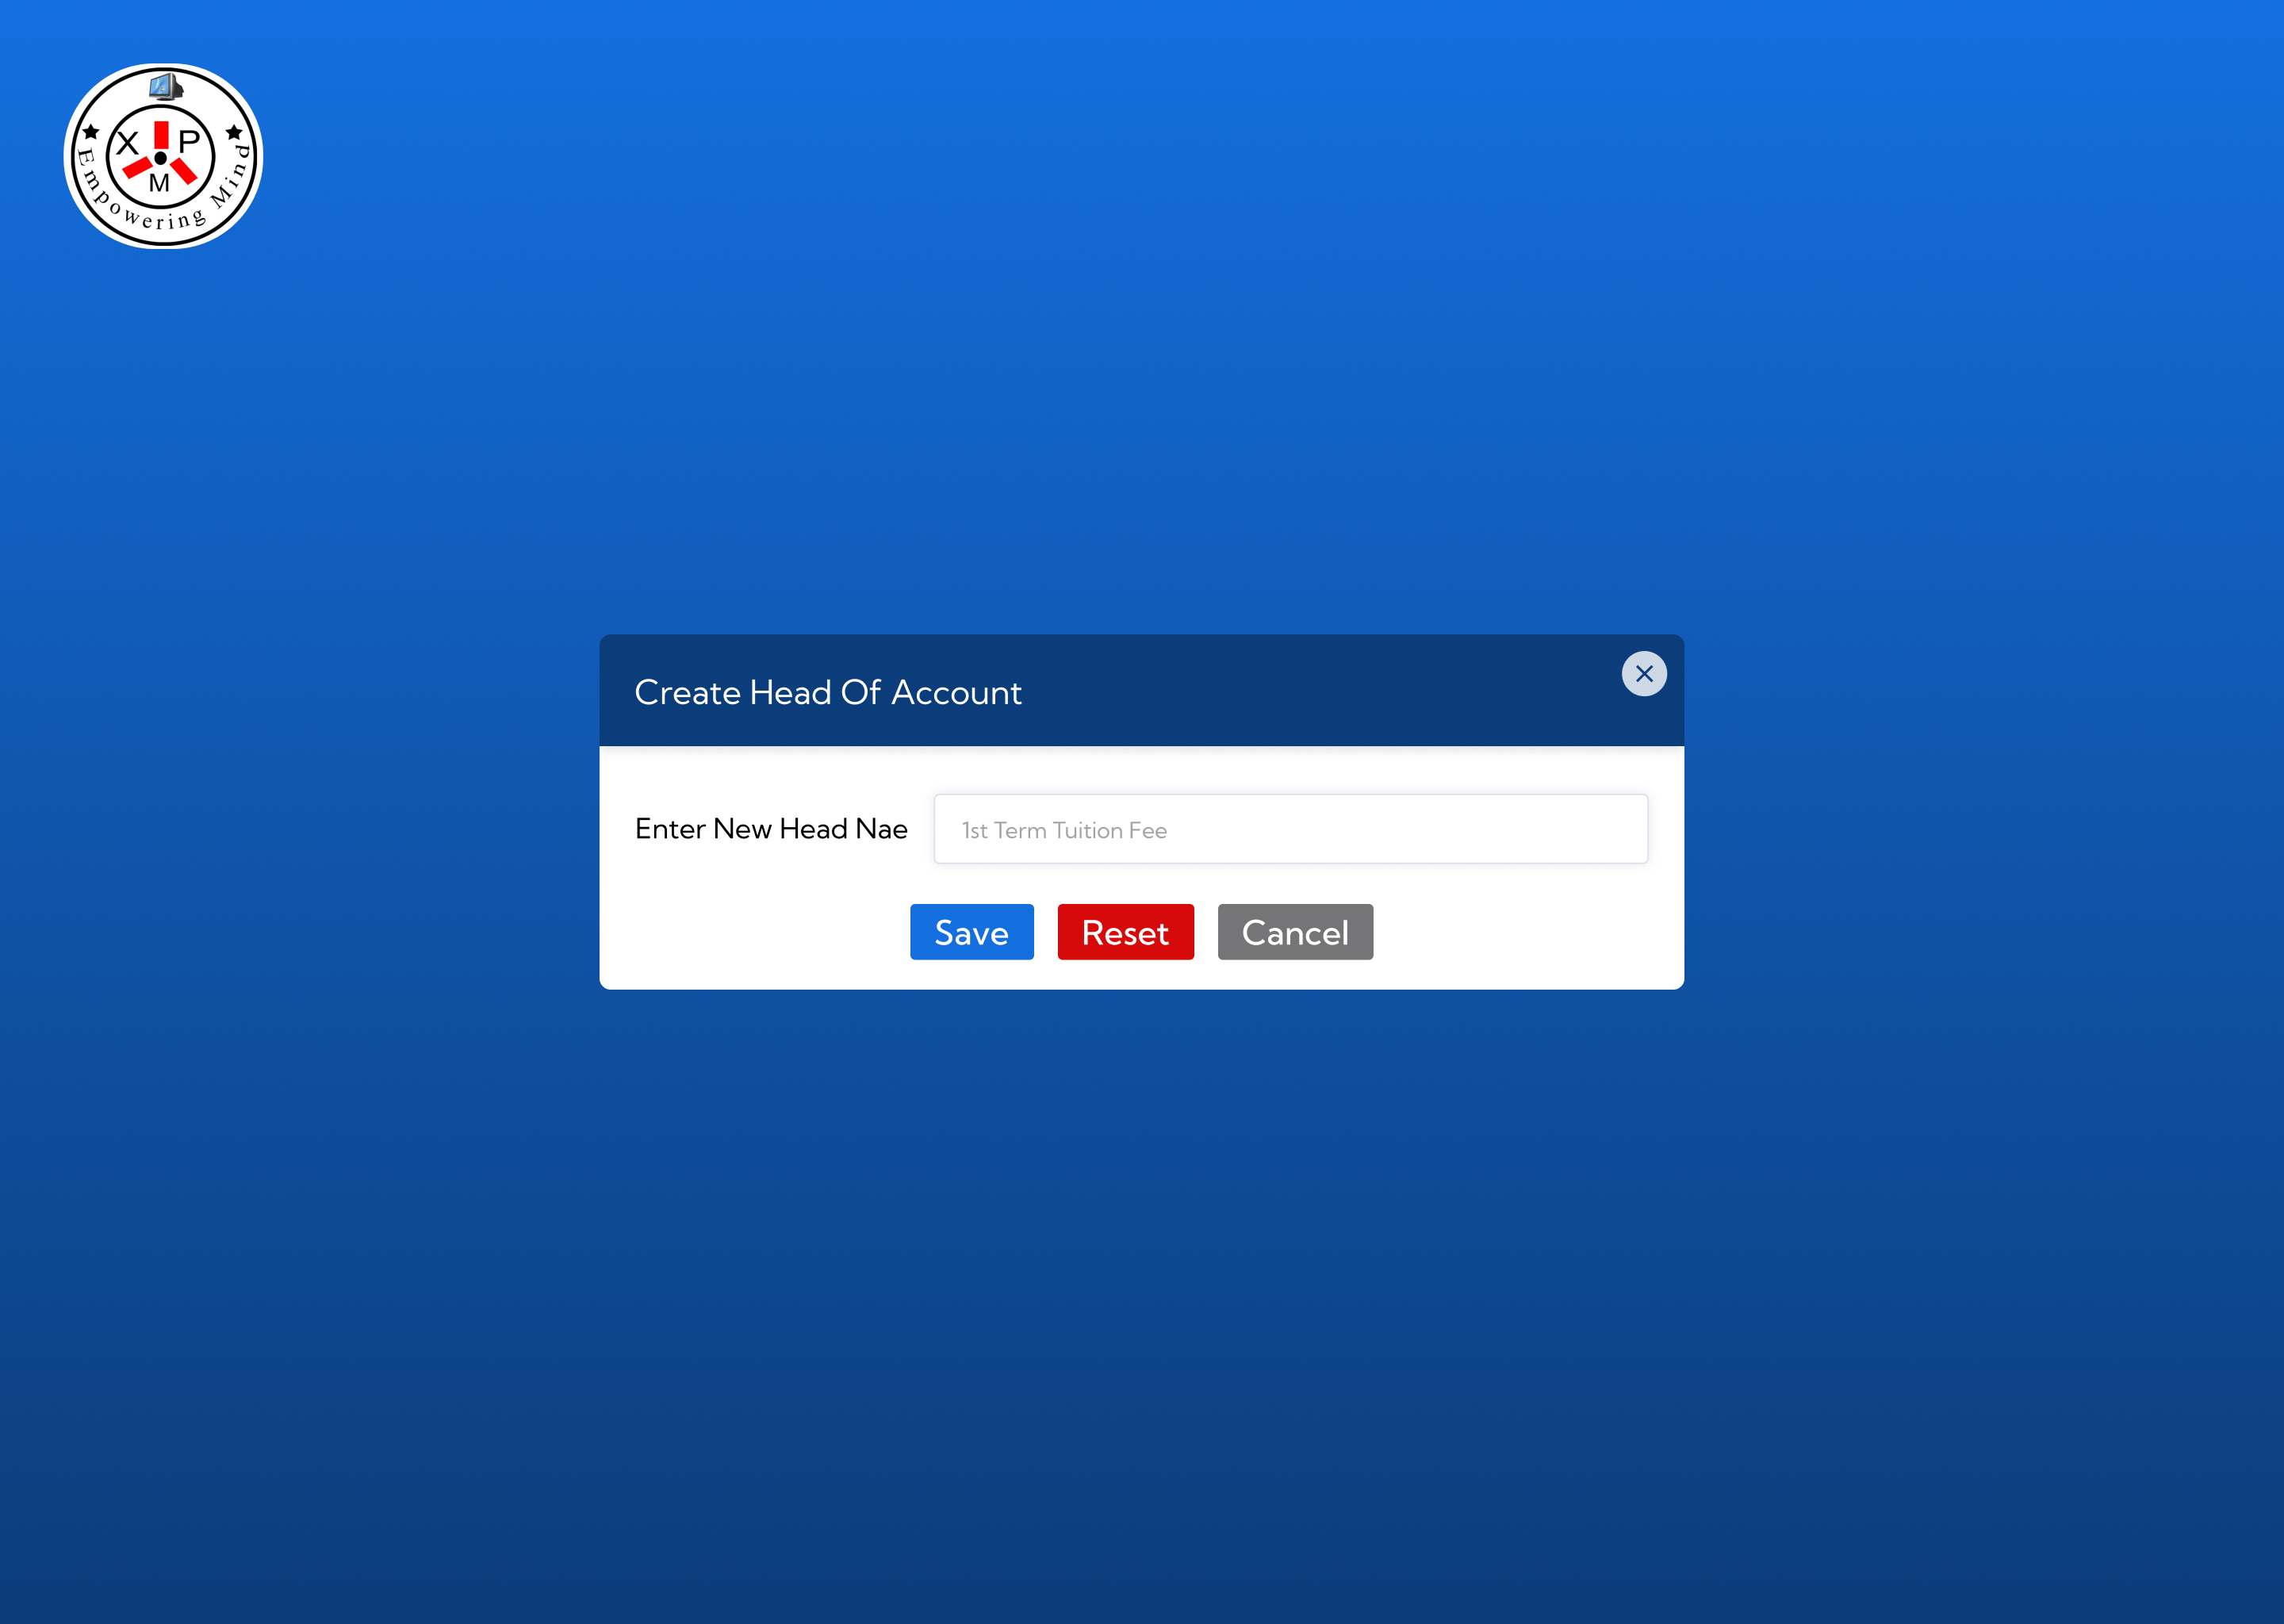 X P
M
Empowering Mind
Create Head Of Account
Enter New Head Nae
1st Term Tuition Fee
Save Reset Cancel